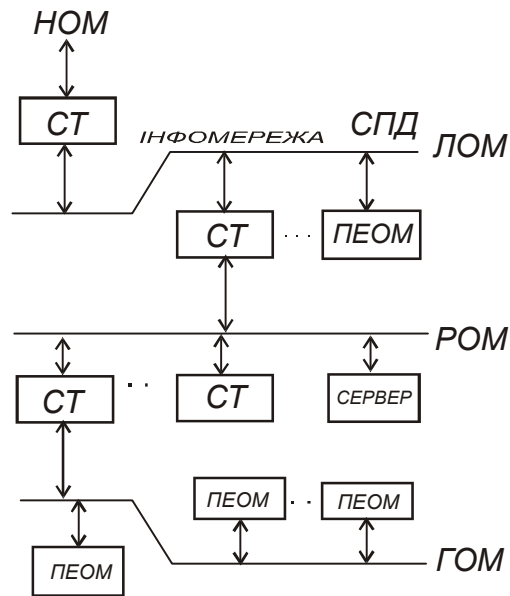 НОМ
СТ
ІНФОМЕРЕЖА
СПД
ЛОМ
СТ
ПЕОМ
РОМ
СТ
СТ
СЕРВЕР
ПЕОМ
ПЕОМ
ПЕОМ
ГОМ